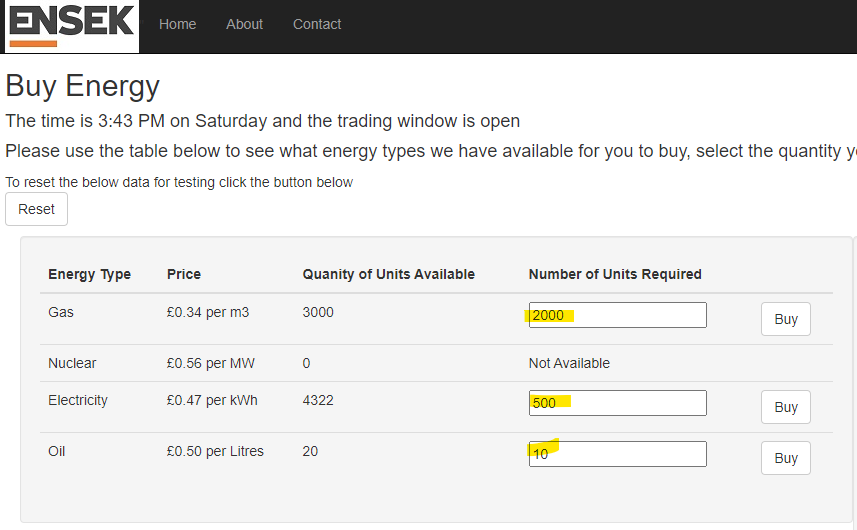 ENSEK Home About Contact
Buy Energy
The time is 3:43 PM on Saturday and the trading window is open
Please use the table below to see what energy types we have available for you to buy, select the quantity
To reset the below data for testing click the button below
Reset
Energy Type Price Quanity of Units Available Number of Units Required
Gas £0.34 per m3 3000 2000 Buy
Nuclear £0.56 per MW 0 Not Available
Electricity £0.47 per kWh 4322 500 Buy
Oil £0.50 per Litres 20 10 Buy